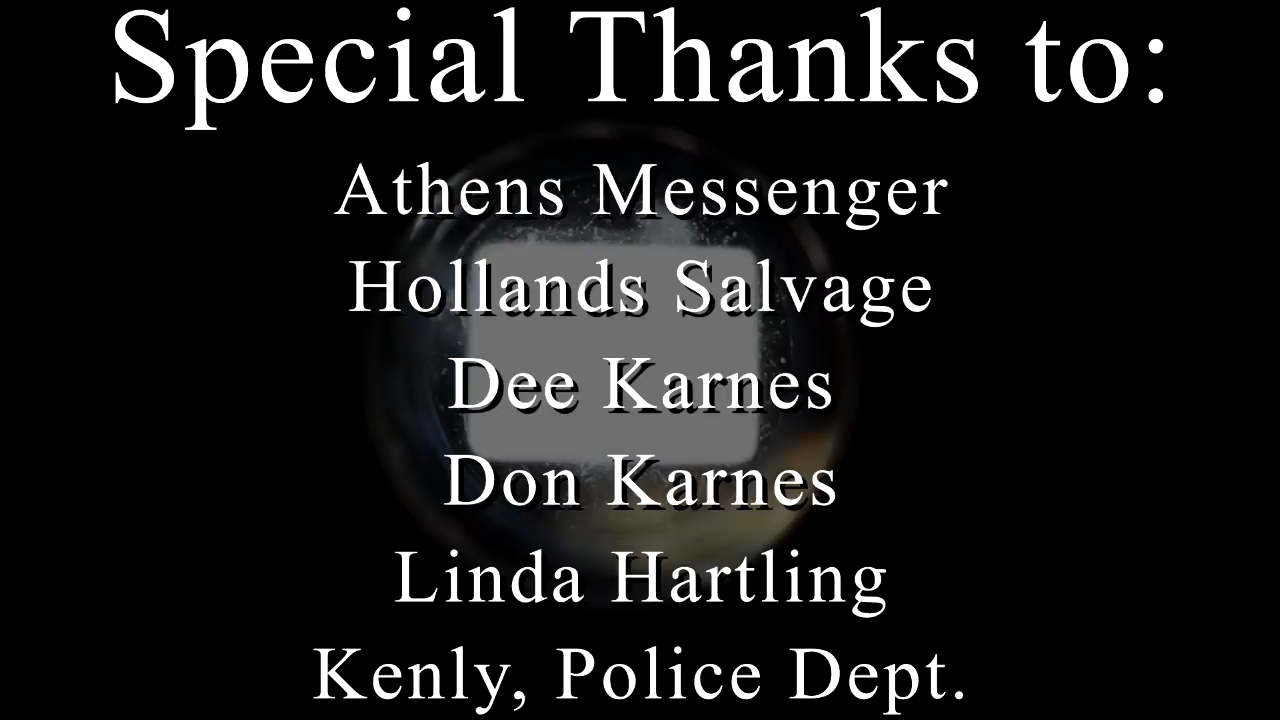 Special Thanks to:
Athens Messenger
Hollands Salvage
Dee Karnes
Don Karnes
Linda Hartling
Kenly, Police Dept.